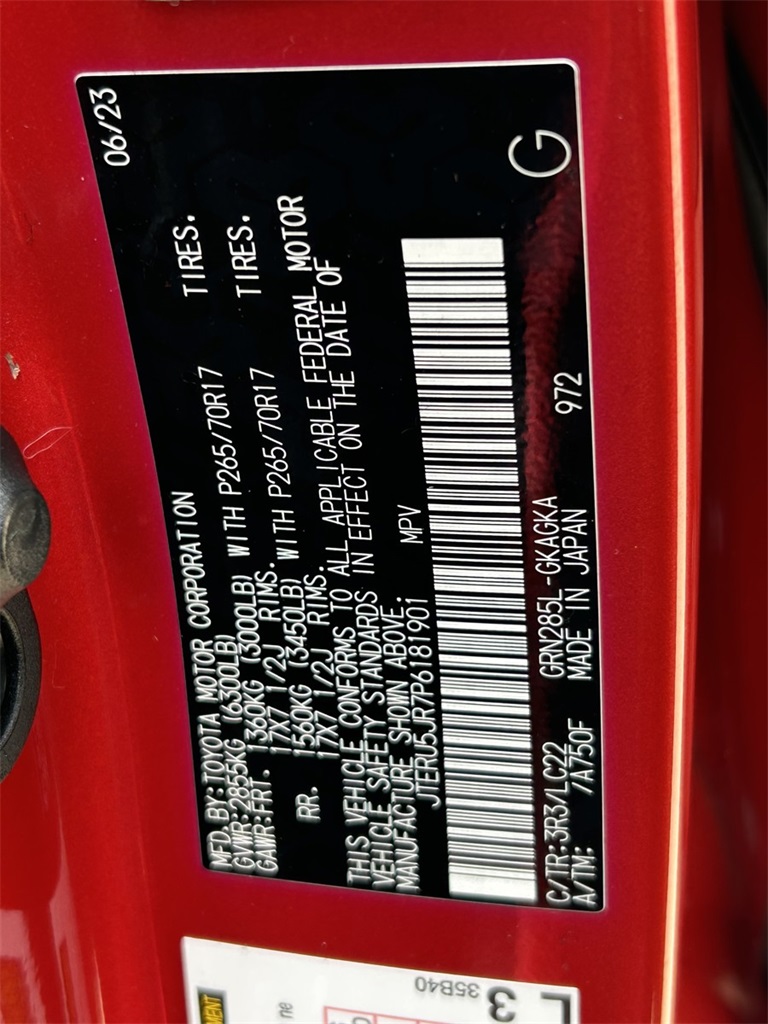 MFD. BY:TOYOTA MOTOR CORPORATION 06/23
GVWR:2855KG (6300LB)
GAWR:FRT. 1360KG (3000LB) WITH P265/70R17 TIRES.
17X7 1/2J RIMS.
RR. 1560KG (3450LB) WITH P265/70R17 TIRES.
17X7 1/2J RIMS.
THIS VEHICLE CONFORMS TO ALL APPLICABLE FEDERAL MOTOR
VEHICLE SAFETY STANDARDS IN EFFECT ON THE DATE OF
MANUFACTURE SHOWN ABOVE.
JTERU5JR7P6181901 MPV
C/TR:3R3/LC22 GRN285L-GKAGKA 972 G
A/TM: /A750F MADE IN JAPAN
35B40
3